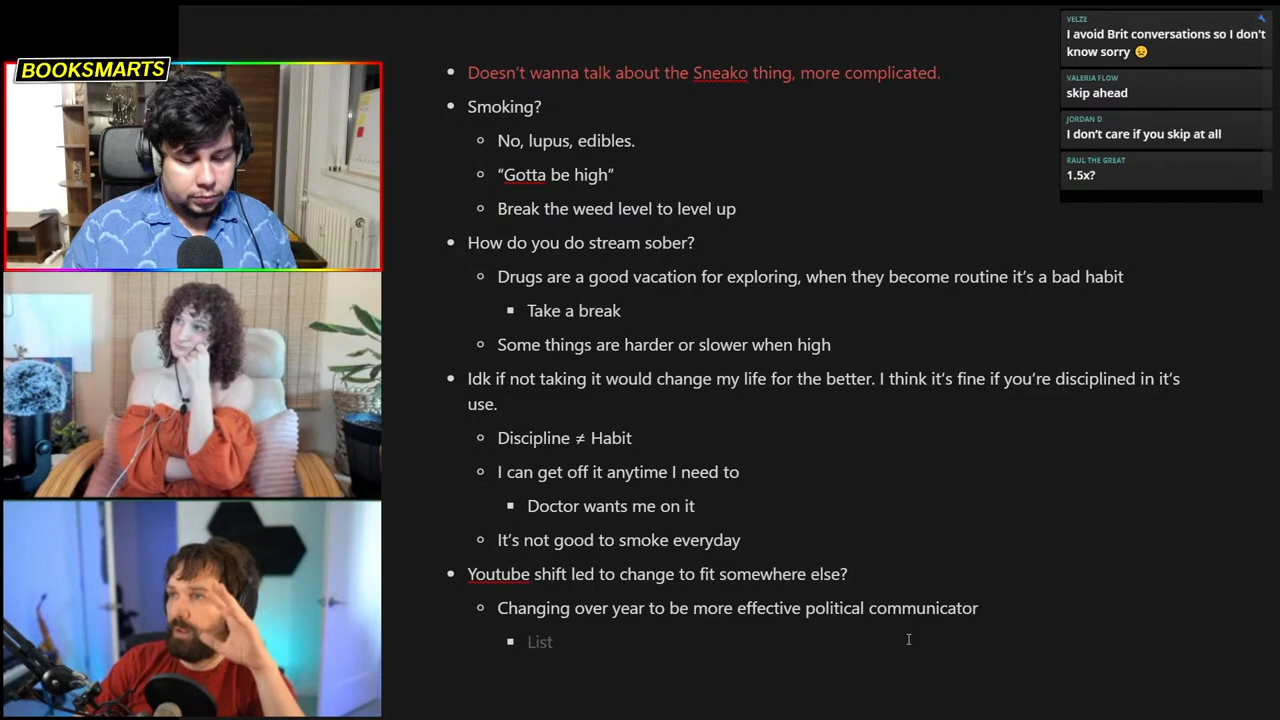 BOOKSMARTS
Doesn’t wanna talk about the Sneako thing, more complicated.
Smoking?
No, lupus, edibles.
“Gotta be high”
Break the weed level to level up
How do you do stream sober?
Drugs are a good vacation for exploring, when they become routine it’s a bad habit
Take a break
Some things are harder or slower when high
Idk if not taking it would change my life for the better. I think it’s fine if you’re disciplined in it’s
use.
Discipline ≠ Habit
I can get off it anytime I need to
Doctor wants me on it
It’s not good to smoke everyday
Youtube shift led to change to fit somewhere else?
Changing over year to be more effective political communicator
List
VELZE
I avoid Brit conversations so I don't
know sorry 😖
VALERIA FLOW
skip ahead
JORDAN D
I don’t care if you skip at all
RAUL THE GREAT
1.5x?